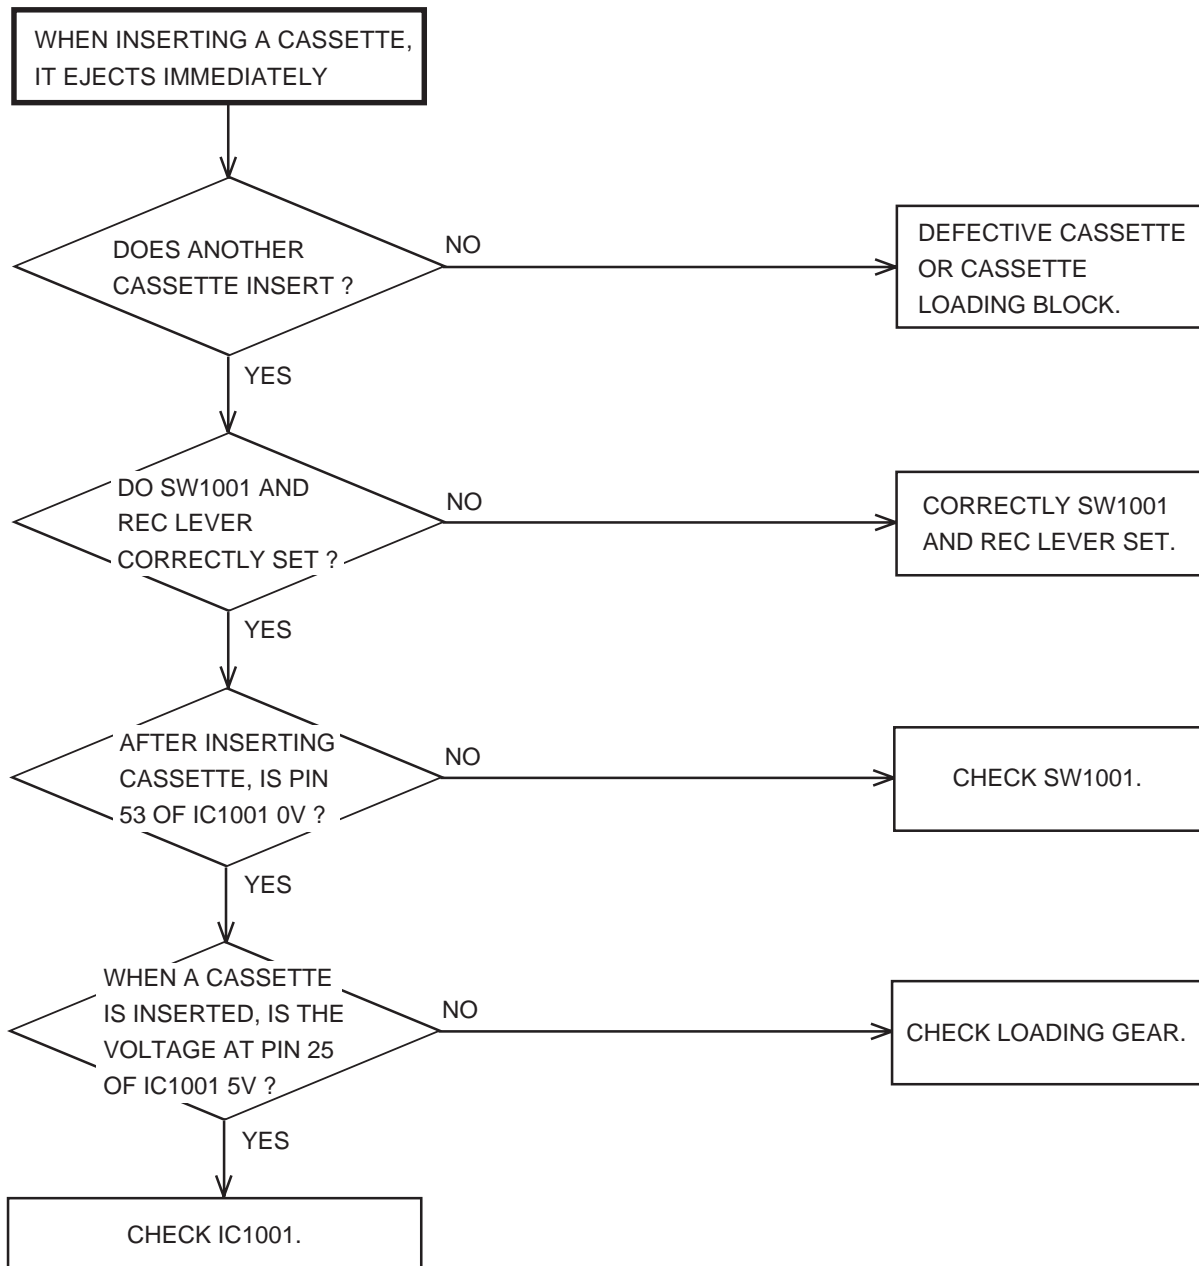 WHEN INSERTING A CASSETTE,
IT EJECTS IMMEDIATELY
DOES ANOTHER
CASSETTE INSERT ?
NO
DEFECTIVE CASSETTE
OR CASSETTE
LOADING BLOCK.
YES
DO SW1001 AND
REC LEVER
CORRECTLY SET ?
NO
CORRECTLY SW1001
AND REC LEVER SET.
YES
AFTER INSERTING
CASSETTE, IS PIN
53 OF IC1001 0V ?
NO
CHECK SW1001.
YES
WHEN A CASSETTE
IS INSERTED, IS THE
VOLTAGE AT PIN 25
OF IC1001 5V ?
NO
CHECK LOADING GEAR.
YES
CHECK IC1001.